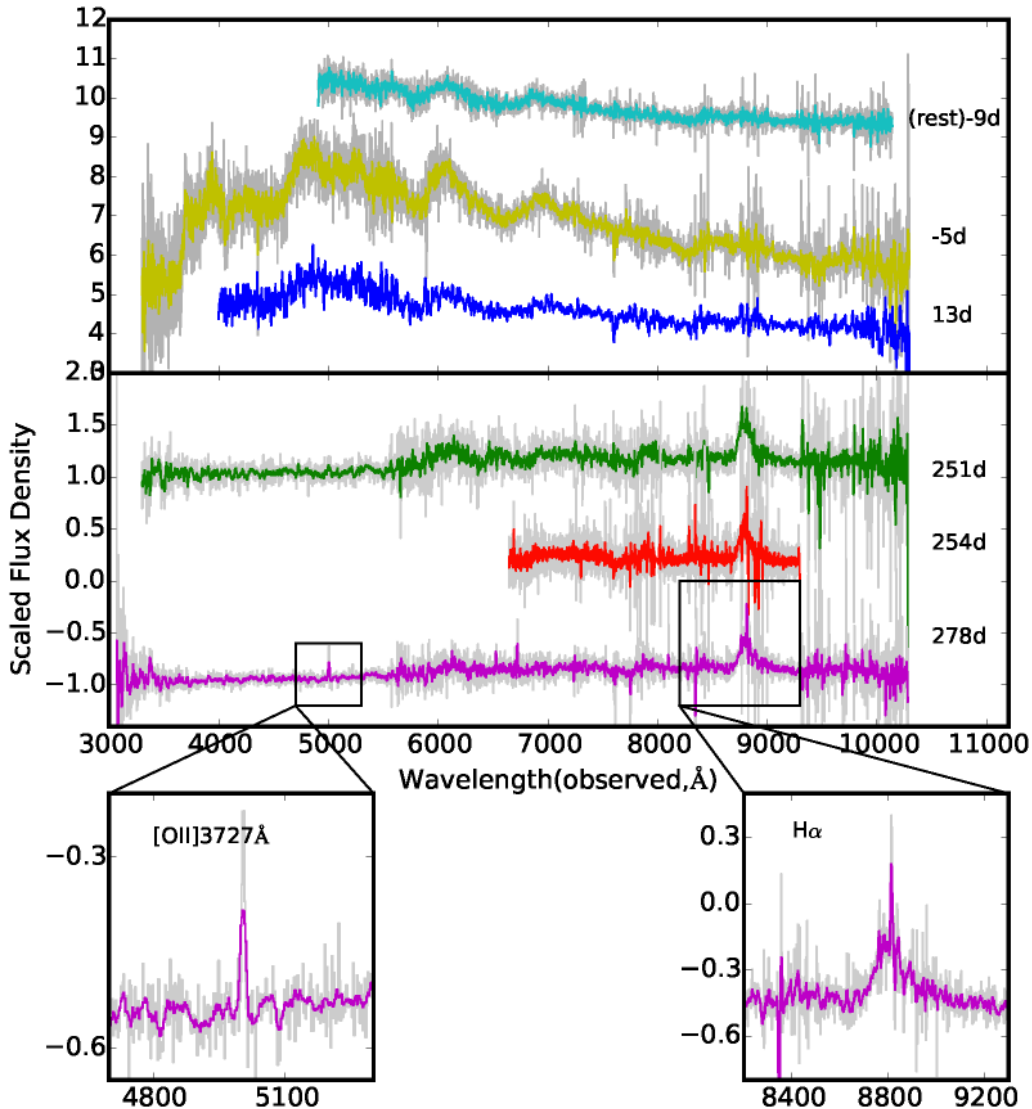 12
11
10
9
8
7
6
5
4
3
(rest)-9d
-5d
13d
2.0
1.5
1.0
0.5
0.0
−0.5
−1.0
251d
254d
278d
Scaled Flux Density
3000 4000 5000 6000 7000 8000 9000 10000 11000
Wavelength(observed,Å)
[OII]3727Å
−0.3
−0.6
4800 5100
Hα
0.3
0.0
−0.3
−0.6
8400 8800 9200